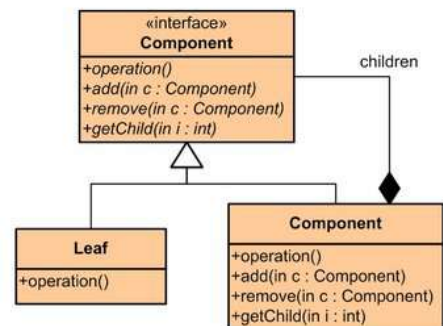 «interface»
Component
+operation()
+add(in c : Component)
+remove(in c : Component)
+getChild(in i : int)
children
Leaf
+operation()
Component
+operation()
+add(in c : Component)
+remove(in c : Component)
+getChild(in i : int)